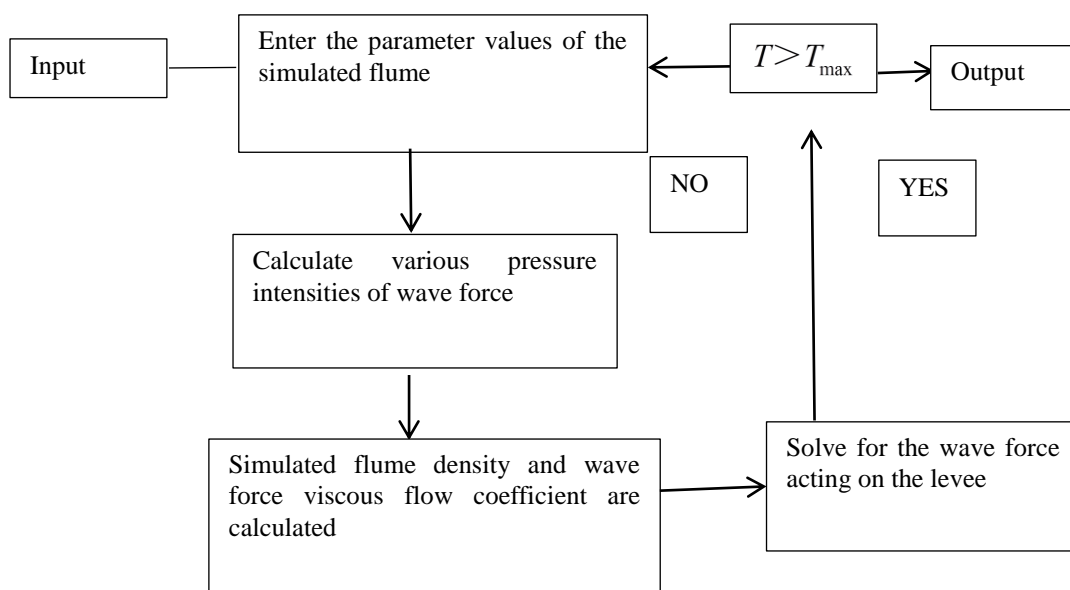 Input
Enter the parameter values of the
simulated flume
T>T_max
Output
NO
YES
Calculate various pressure
intensities of wave force
Simulated flume density and wave
force viscous flow coefficient are
calculated
Solve for the wave force
acting on the levee